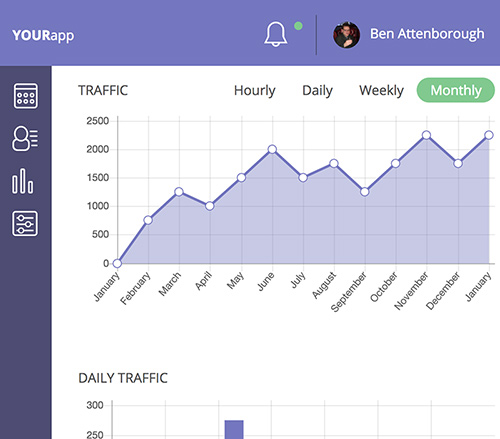 YOURapp
Ben Attenborough
TRAFFIC Hourly Daily Weekly Monthly
2500
2000
1500
1000
500
0
January February March April May June July August September October November December January
DAILY TRAFFIC
300
250